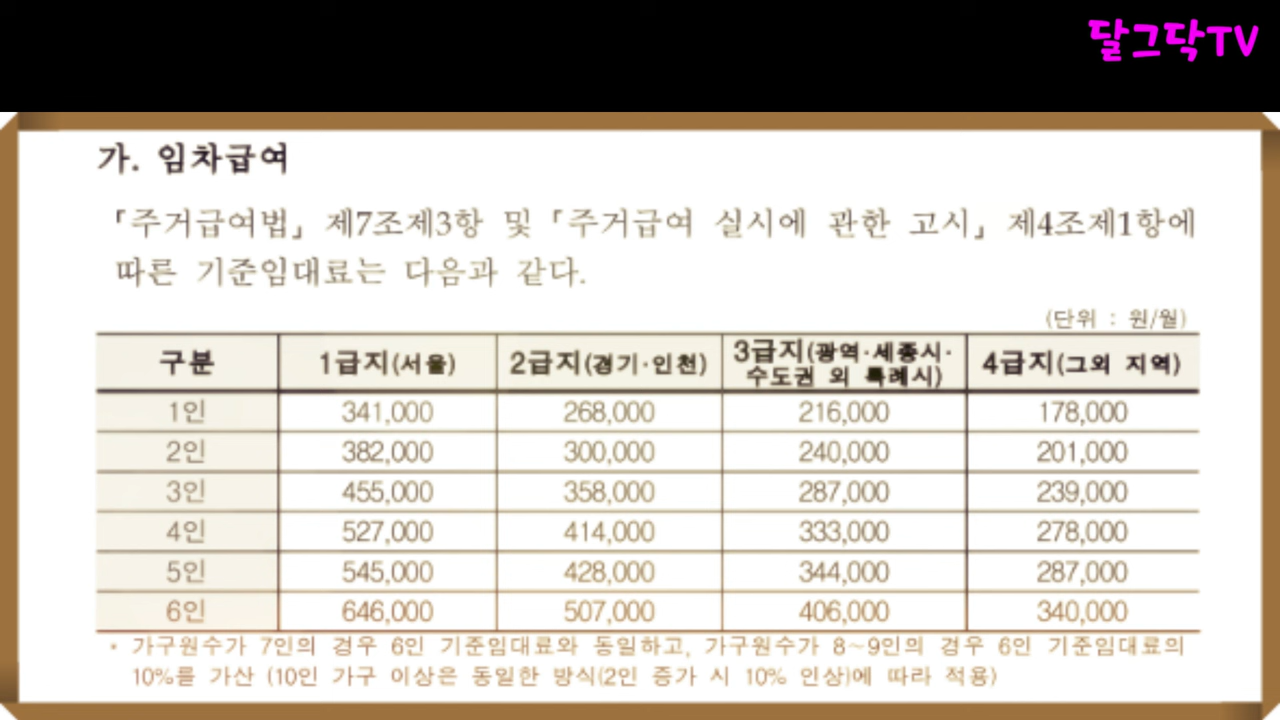 달그닥TV
가. 임차급여
「주거급여법」 제7조제3항 및 「주거급여 실시에 관한 고시」 제4조제1항에
따른 기준임대료는 다음과 같다.
(단위 : 원/월)
구분 1급지(서울) 2급지(경기·인천) 3급지(광역·세종시·수도권 외 특례시) 4급지(그외 지역)
1인 341,000 268,000 216,000 178,000
2인 382,000 300,000 240,000 201,000
3인 455,000 358,000 287,000 239,000
4인 527,000 414,000 333,000 278,000
5인 545,000 428,000 344,000 287,000
6인 646,000 507,000 406,000 340,000
* 가구원수가 7인의 경우 6인 기준임대료와 동일하고, 가구원수가 8~9인의 경우 6인 기준임대료의
10%를 가산 (10인 가구 이상은 동일한 방식(2인 증가 시 10% 인상)에 따라 적용)